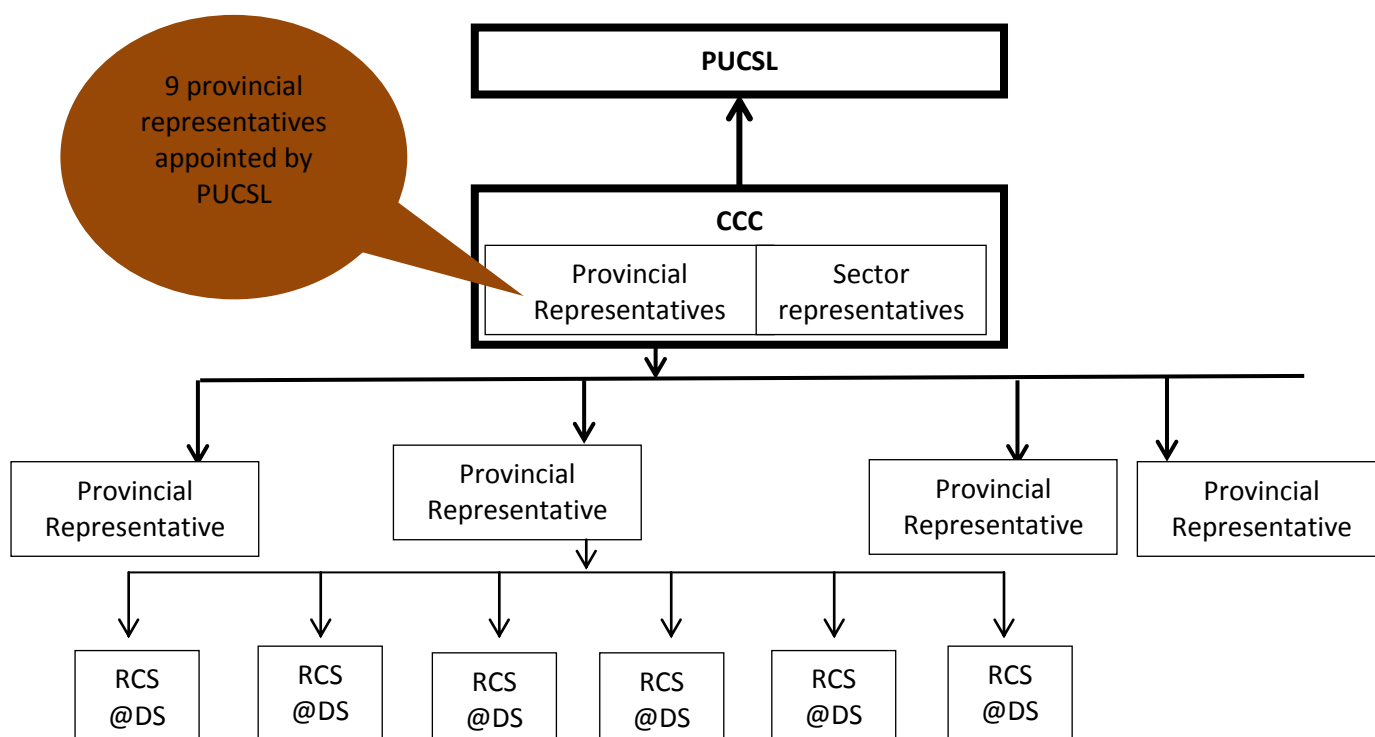 9 provincial
representatives
appointed by
PUCSL
PUCSL
CCC
Provincial
Representatives
Sector
representatives
Provincial
Representative
Provincial
Representative
Provincial
Representative
Provincial
Representative
RCS
@DS
RCS
@DS
RCS
@DS
RCS
@DS
RCS
@DS
RCS
@DS